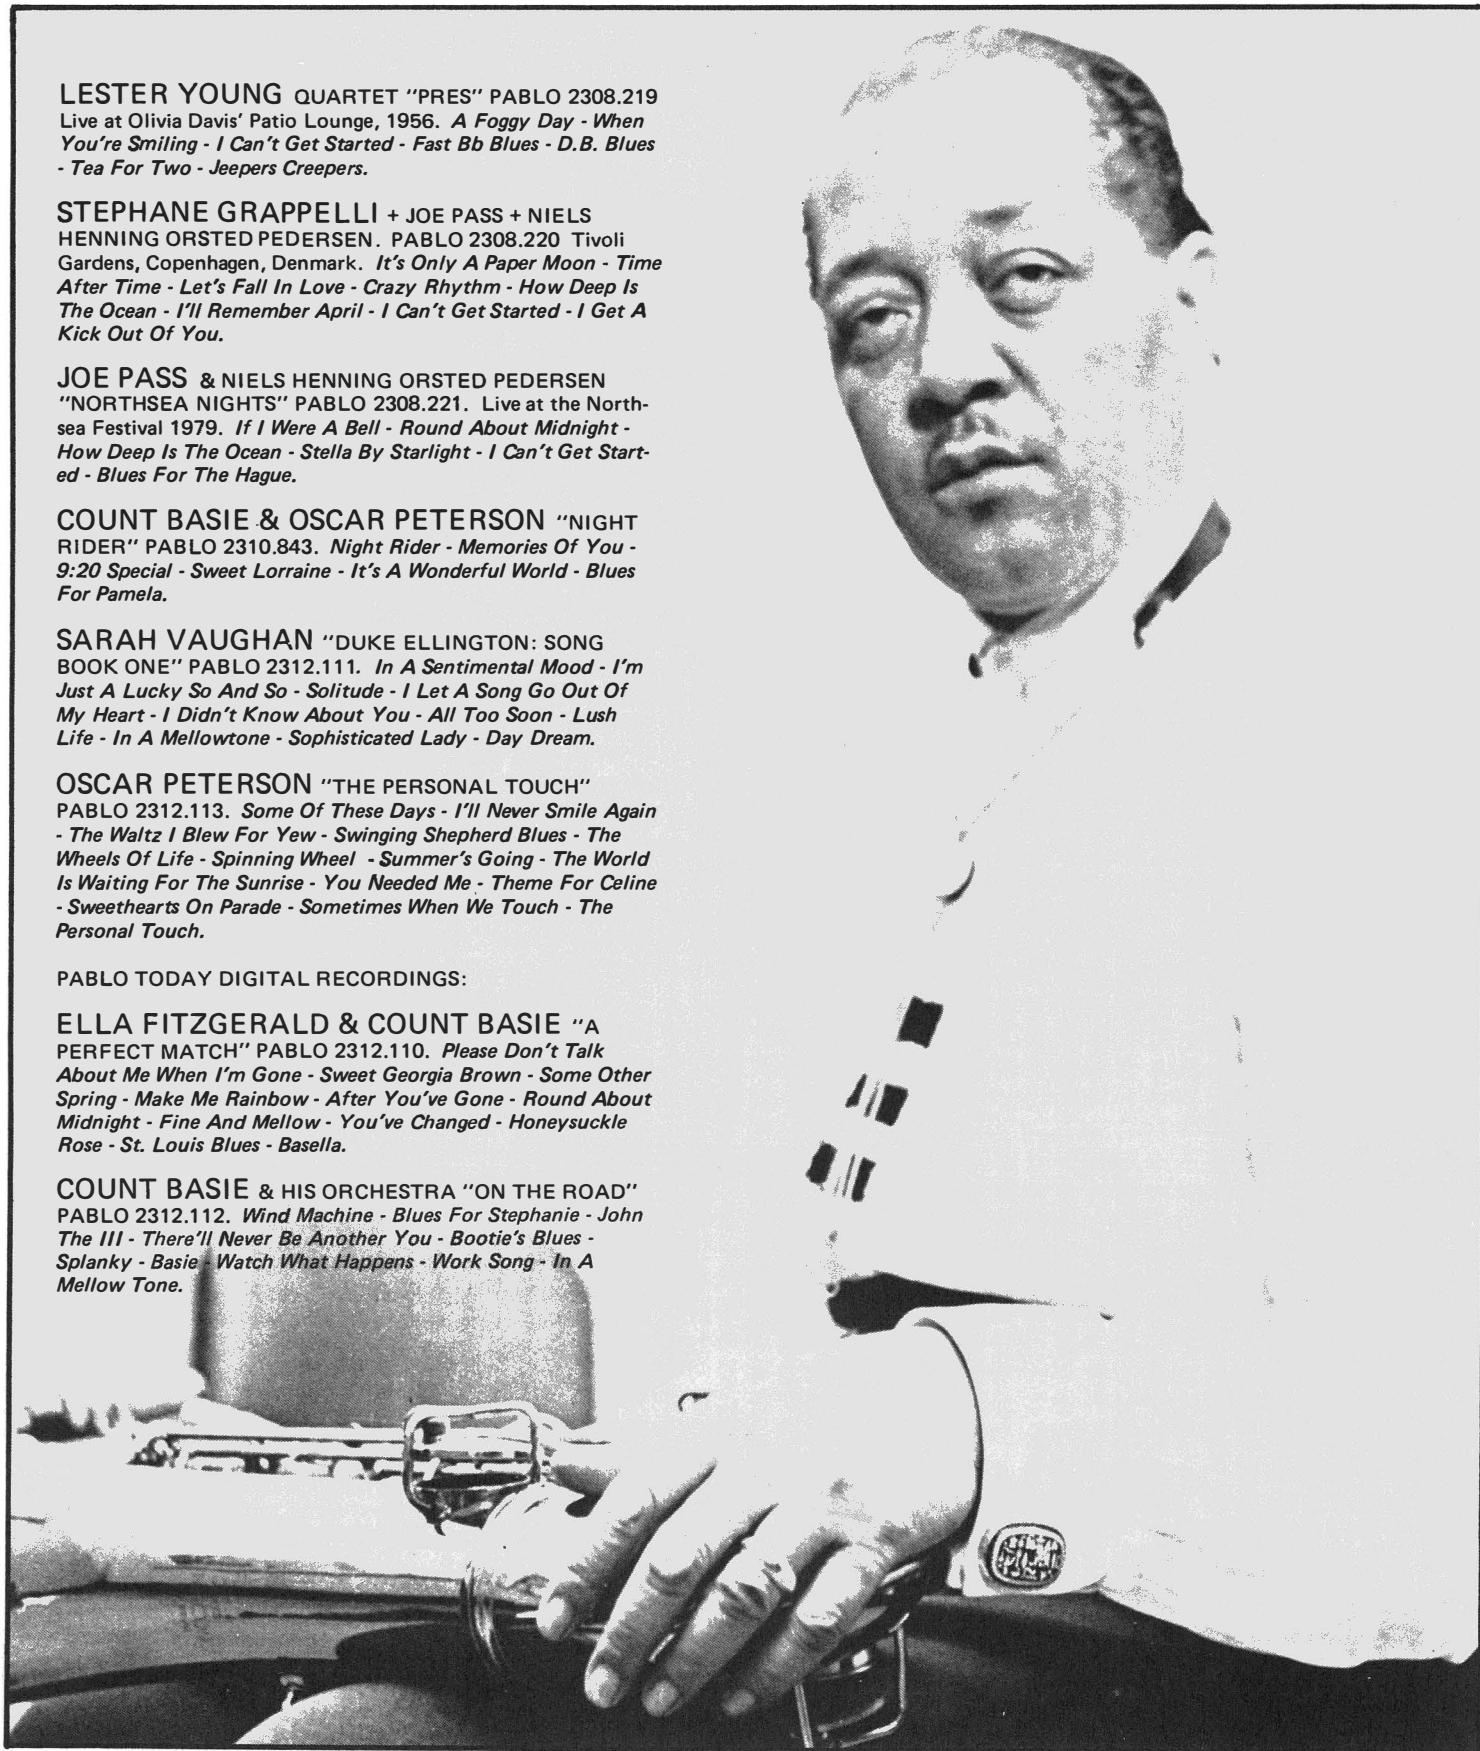 LESTER YOUNG QUARTET "PRES" PABLO 2308.219
Live at Olivia Davis' Patio Lounge, 1956. A Foggy Day - When
You're Smiling - I Can't Get Started - Fast Bb Blues - D.B. Blues
- Tea For Two - Jeepers Creepers.
STEPHANE GRAPPELLI + JOE PASS + NIELS
HENNING ORSTED PEDERSEN. PABLO 2308.220 Tivoli
Gardens, Copenhagen, Denmark. It's Only A Paper Moon - Time
After Time - Let's Fall In Love - Crazy Rhythm - How Deep Is
The Ocean - I'll Remember April - I Can't Get Started - I Get A
Kick Out Of You.
JOE PASS & NIELS HENNING ORSTED PEDERSEN
"NORTHSEA NIGHTS" PABLO 2308.221. Live at the North-
sea Festival 1979. If I Were A Bell - Round About Midnight -
How Deep Is The Ocean - Stella By Starlight - I Can't Get Start-
ed - Blues For The Hague.
COUNT BASIE & OSCAR PETERSON "NIGHT
RIDER" PABLO 2310.843. Night Rider - Memories Of You -
9:20 Special - Sweet Lorraine - It's A Wonderful World - Blues
For Pamela.
SARAH VAUGHAN "DUKE ELLINGTON: SONG
BOOK ONE" PABLO 2312.111. In A Sentimental Mood - I'm
Just A Lucky So And So - Solitude - I Let A Song Go Out Of
My Heart - I Didn't Know About You - All Too Soon - Lush
Life - In A Mellowtone - Sophisticated Lady - Day Dream.
OSCAR PETERSON "THE PERSONAL TOUCH"
PABLO 2312.113. Some Of These Days - I'll Never Smile Again
- The Waltz I Blew For Yew - Swinging Shepherd Blues - The
Wheels Of Life - Spinning Wheel - Summer's Going - The World
Is Waiting For The Sunrise - You Needed Me - Theme For Celine
- Sweethearts On Parade - Sometimes When We Touch - The
Personal Touch.
PABLO TODAY DIGITAL RECORDINGS:
ELLA FITZGERALD & COUNT BASIE "A
PERFECT MATCH" PABLO 2312.110. Please Don't Talk
About Me When I'm Gone - Sweet Georgia Brown - Some Other
Spring - Make Me Rainbow - After You've Gone - Round About
Midnight - Fine And Mellow - You've Changed - Honeysuckle
Rose - St. Louis Blues - Basella.
COUNT BASIE & HIS ORCHESTRA "ON THE ROAD"
PABLO 2312.112. Wind Machine - Blues For Stephanie - John
The III - There'll Never Be Another You - Bootie's Blues -
Splanky - Basie - Watch What Happens - Work Song - In A
Mellow Tone.